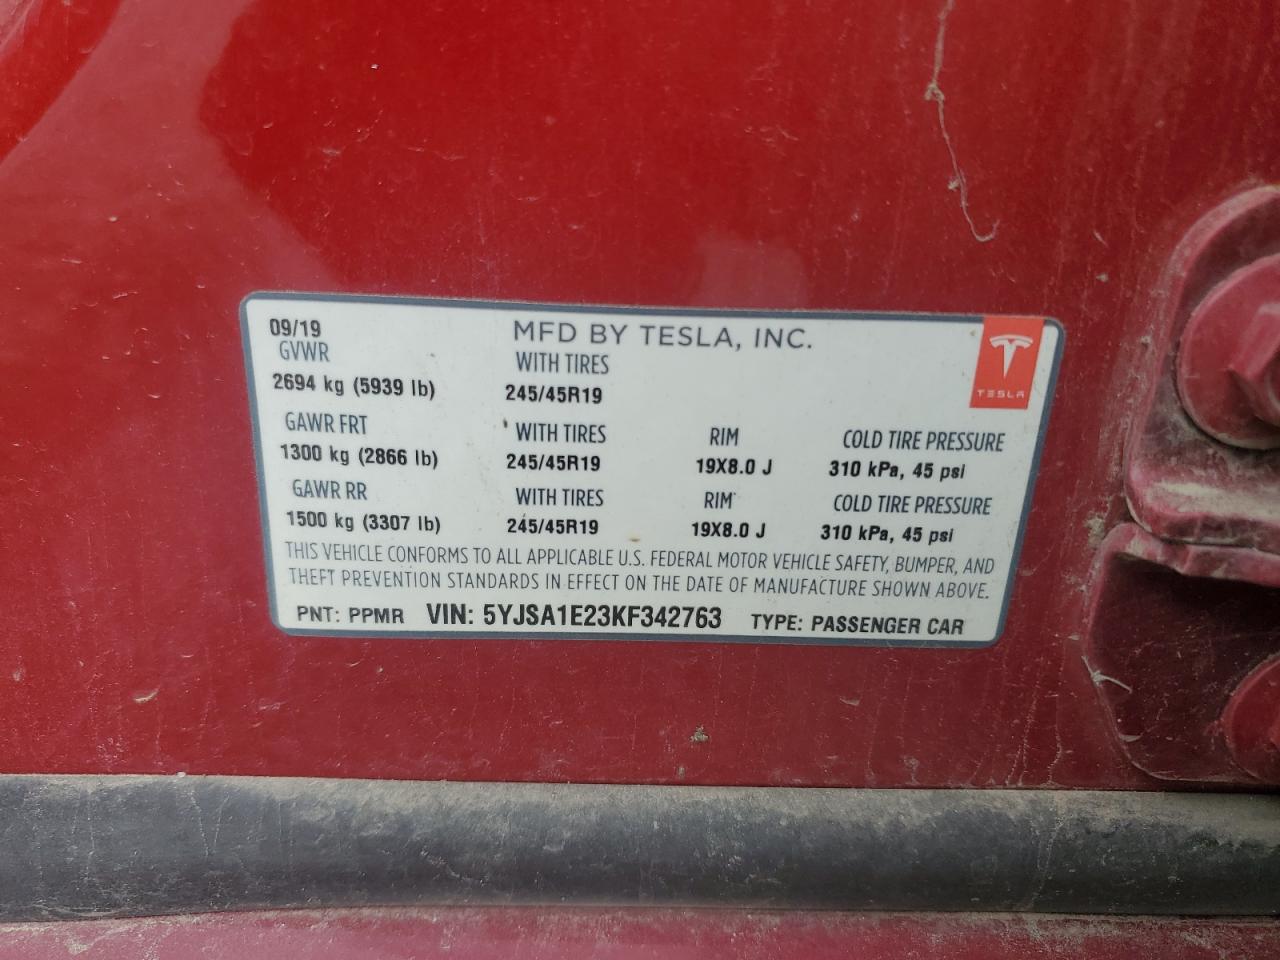 09/19 MFD BY TESLA, INC.
GVWR WITH TIRES
2694 kg (5939 lb) 245/45R19
TESLA
GAWR FRT WITH TIRES RIM COLD TIRE PRESSURE
1300 kg (2866 lb) 245/45R19 19X8.0 J 310 kPa, 45 psi
GAWR RR WITH TIRES RIM COLD TIRE PRESSURE
1500 kg (3307 lb) 245/45R19 19X8.0 J 310 kPa, 45 psi
THIS VEHICLE CONFORMS TO ALL APPLICABLE U.S. FEDERAL MOTOR VEHICLE SAFETY, BUMPER, AND
THEFT PREVENTION STANDARDS IN EFFECT ON THE DATE OF MANUFACTURE SHOWN ABOVE.
PNT: PPMR VIN: 5YJSA1E23KF342763 TYPE: PASSENGER CAR